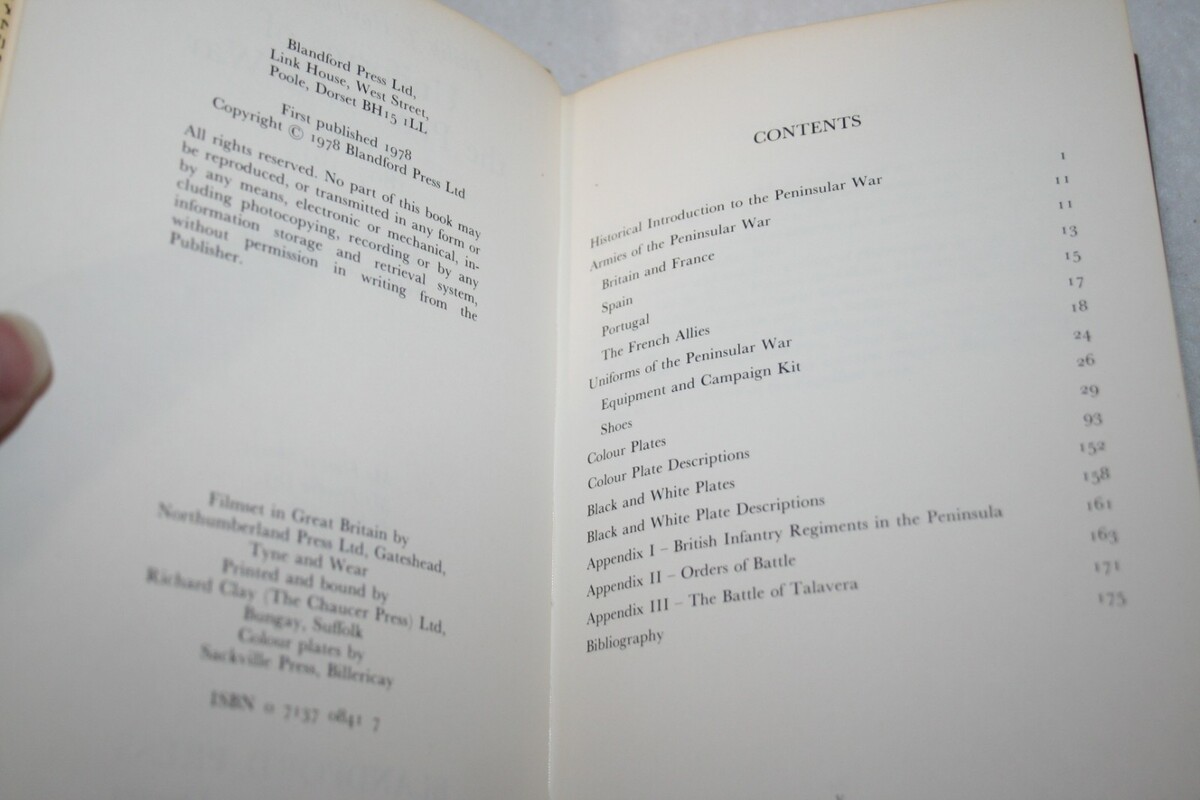 Blandford Press Ltd,
Link House, West Street,
Poole, Dorset BH15 1LL
First published 1978
Copyright © 1978 Blandford Press Ltd
All rights reserved. No part of this book may
be reproduced, or transmitted in any form or
by any means, electronic or mechanical, in-
cluding photocopying, recording or by any
information storage and retrieval system,
without permission in writing from the
Publisher.
Filmset in Great Britain by
Northumberland Press Ltd, Gateshead,
Tyne and Wear
Printed and bound by
Richard Clay (The Chaucer Press) Ltd,
Bungay, Suffolk
Colour plates by
Sackville Press, Billericay
ISBN 0 7137 0841 7
CONTENTS
Historical Introduction to the Peninsular War 1
Armies of the Peninsular War 11
Britain and France 11
Spain 13
Portugal 15
The French Allies 17
Uniforms of the Peninsular War 18
Equipment and Campaign Kit 24
Shoes 26
Colour Plates 29
Colour Plate Descriptions 93
Black and White Plates 152
Black and White Plate Descriptions 158
Appendix I – British Infantry Regiments in the Peninsula 161
Appendix II – Orders of Battle 163
Appendix III – The Battle of Talavera 171
Bibliography 175